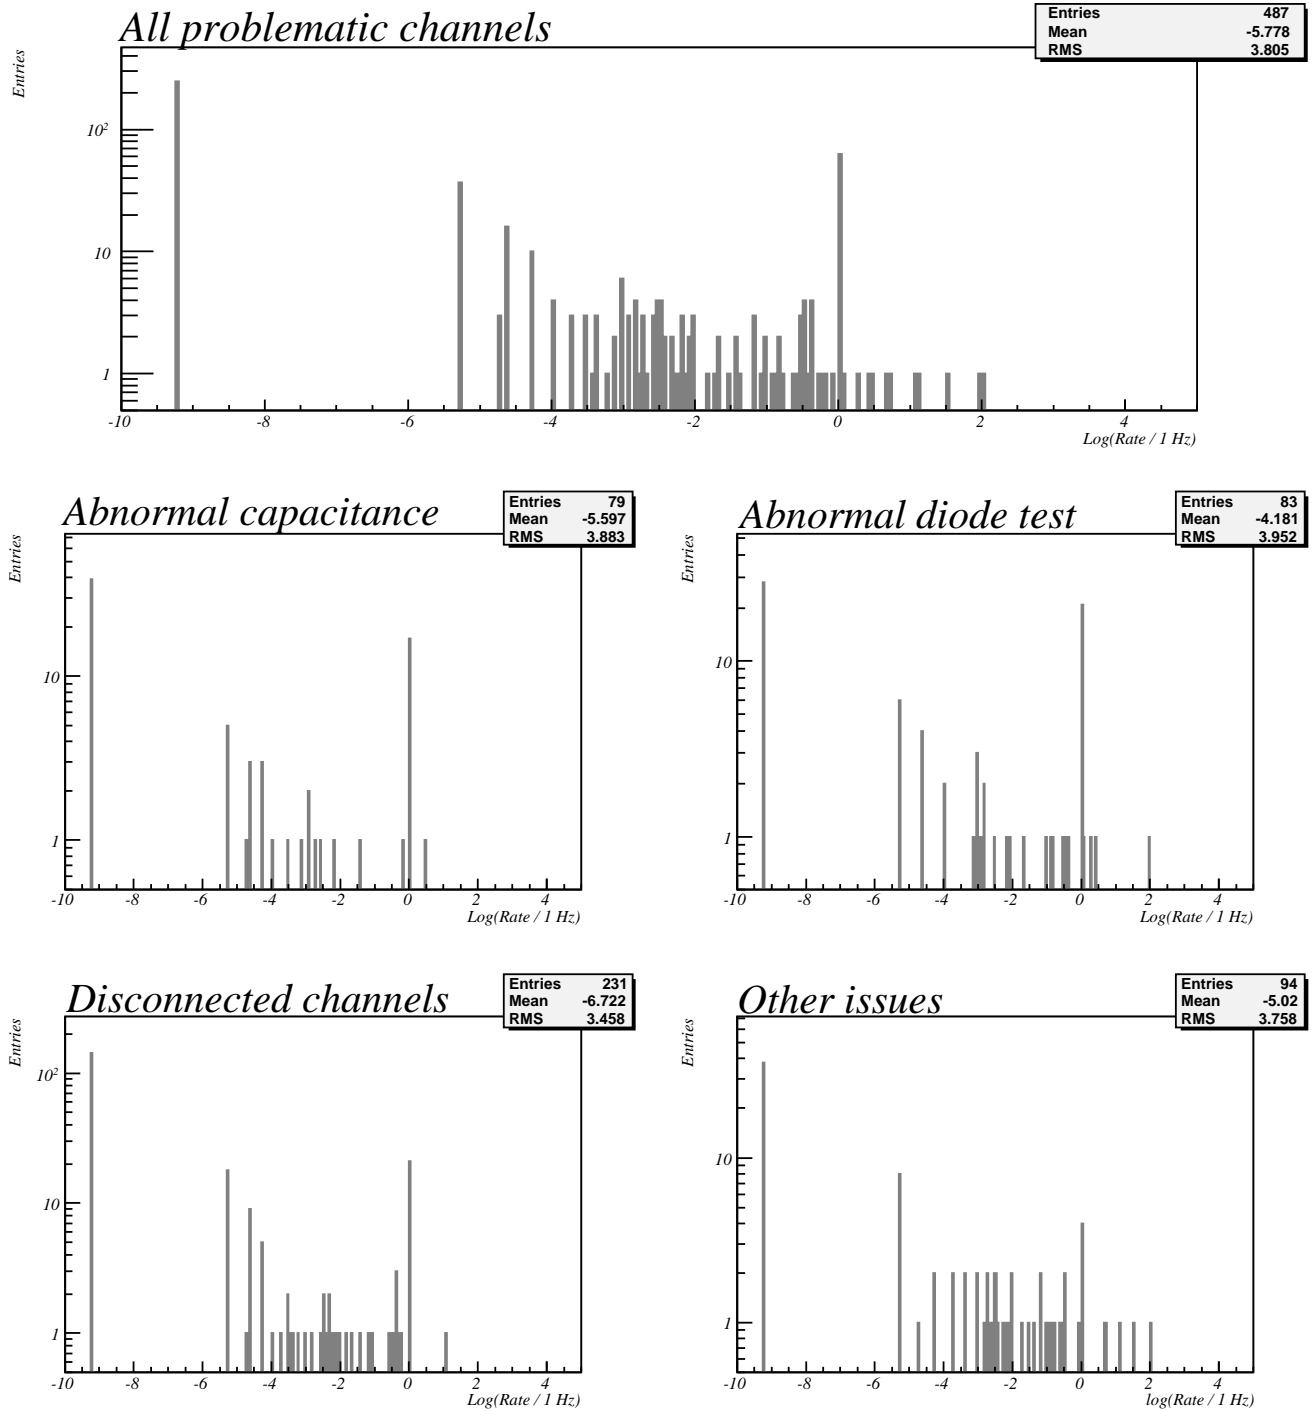 All problematic channels
Entries 487
Mean -5.778
RMS 3.805
Entries
10²
10
1
-10 -8 -6 -4 -2 0 2 4
Log(Rate / 1 Hz)
Abnormal capacitance
Entries 79
Mean -5.597
RMS 3.883
Entries
10
1
-10 -8 -6 -4 -2 0 2 4
Log(Rate / 1 Hz)
Abnormal diode test
Entries 83
Mean -4.181
RMS 3.952
Entries
10
1
-10 -8 -6 -4 -2 0 2 4
Log(Rate / 1 Hz)
Disconnected channels
Entries 231
Mean -6.722
RMS 3.458
Entries
10²
10
1
-10 -8 -6 -4 -2 0 2 4
Log(Rate / 1 Hz)
Other issues
Entries 94
Mean -5.02
RMS 3.758
Entries
10
1
-10 -8 -6 -4 -2 0 2 4
log(Rate / 1 Hz)